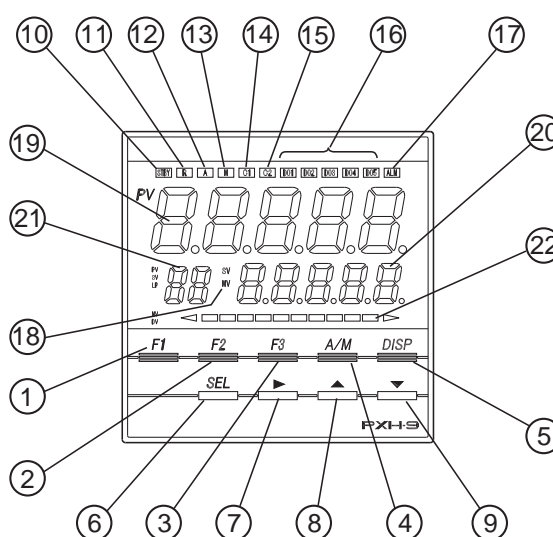 10 11 12 13 14 15 16 17
STBY R A M C1 C2 DO1 DO2 DO3 DO4 DO5 ALM
19 20
PV
21 22
PV SV
SV MV
LP
18
MV
DV
F1 F2 F3 A/M DISP
1
SEL ► ▲ ▼
PXH-9
2 5
6 3 7 8 4 9